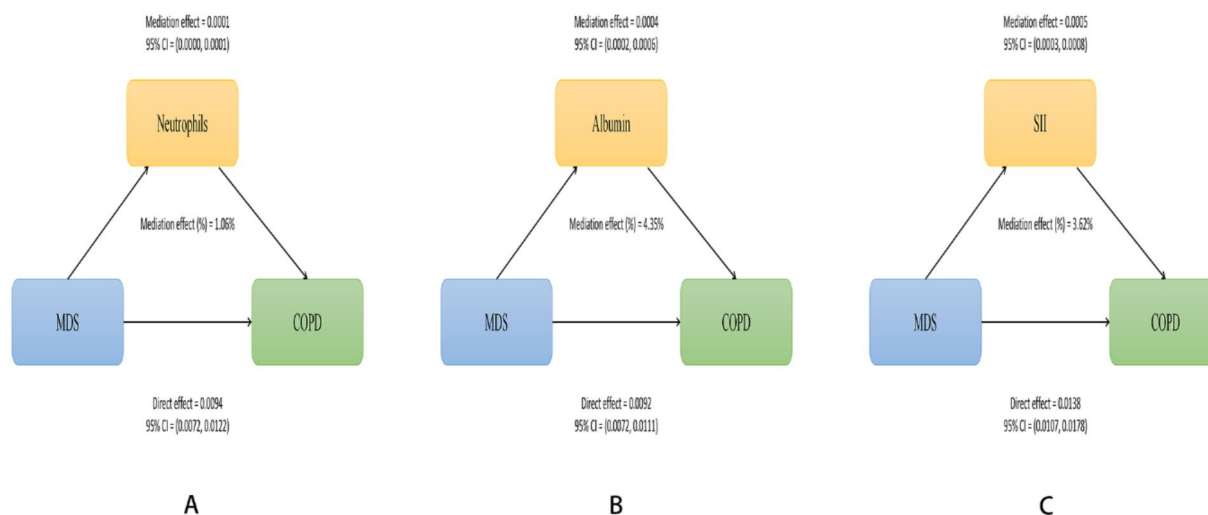 Mediation effect = 0.0001
95% CI = (0.0000, 0.0001)
Neutrophils
Mediation effect (%) = 1.06%
MDS
COPD
Direct effect = 0.0094
95% CI = (0.0072, 0.0122)
A
Mediation effect = 0.0004
95% CI = (0.0002, 0.0006)
Albumin
Mediation effect (%) = 4.35%
MDS
COPD
Direct effect = 0.0092
95% CI = (0.0072, 0.0111)
B
Mediation effect = 0.0005
95% CI = (0.0003, 0.0008)
SII
Mediation effect (%) = 3.62%
MDS
COPD
Direct effect = 0.0138
95% CI = (0.0107, 0.0178)
C